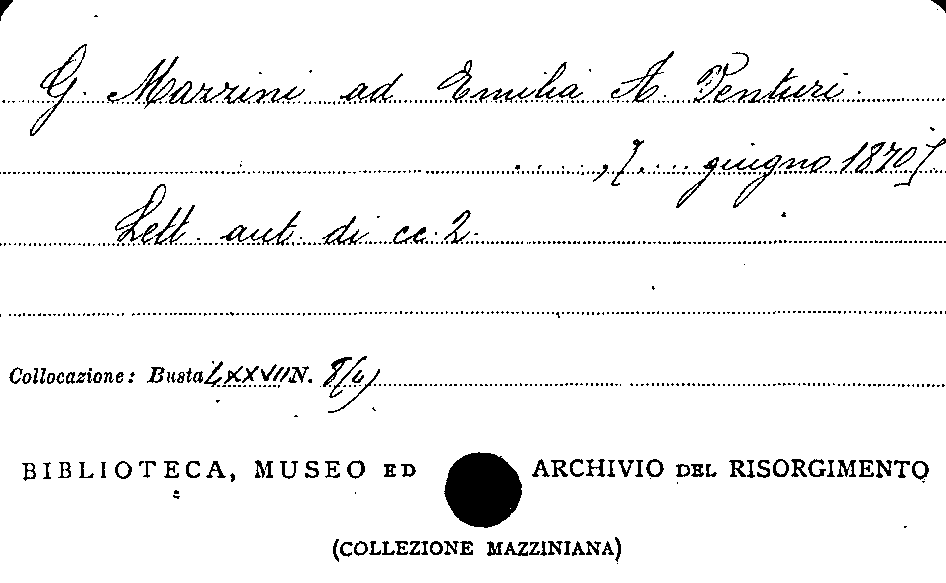 G. Mazzini ad Emilia A. Venturi.
. . . . . , [. . . . giugno 1870].
Lett. aut. di cc. 2.
Collocazione: Busta LXXVII N. 8/4)
BIBLIOTECA, MUSEO ED ARCHIVIO DEL RISORGIMENTO
(COLLEZIONE MAZZINIANA)